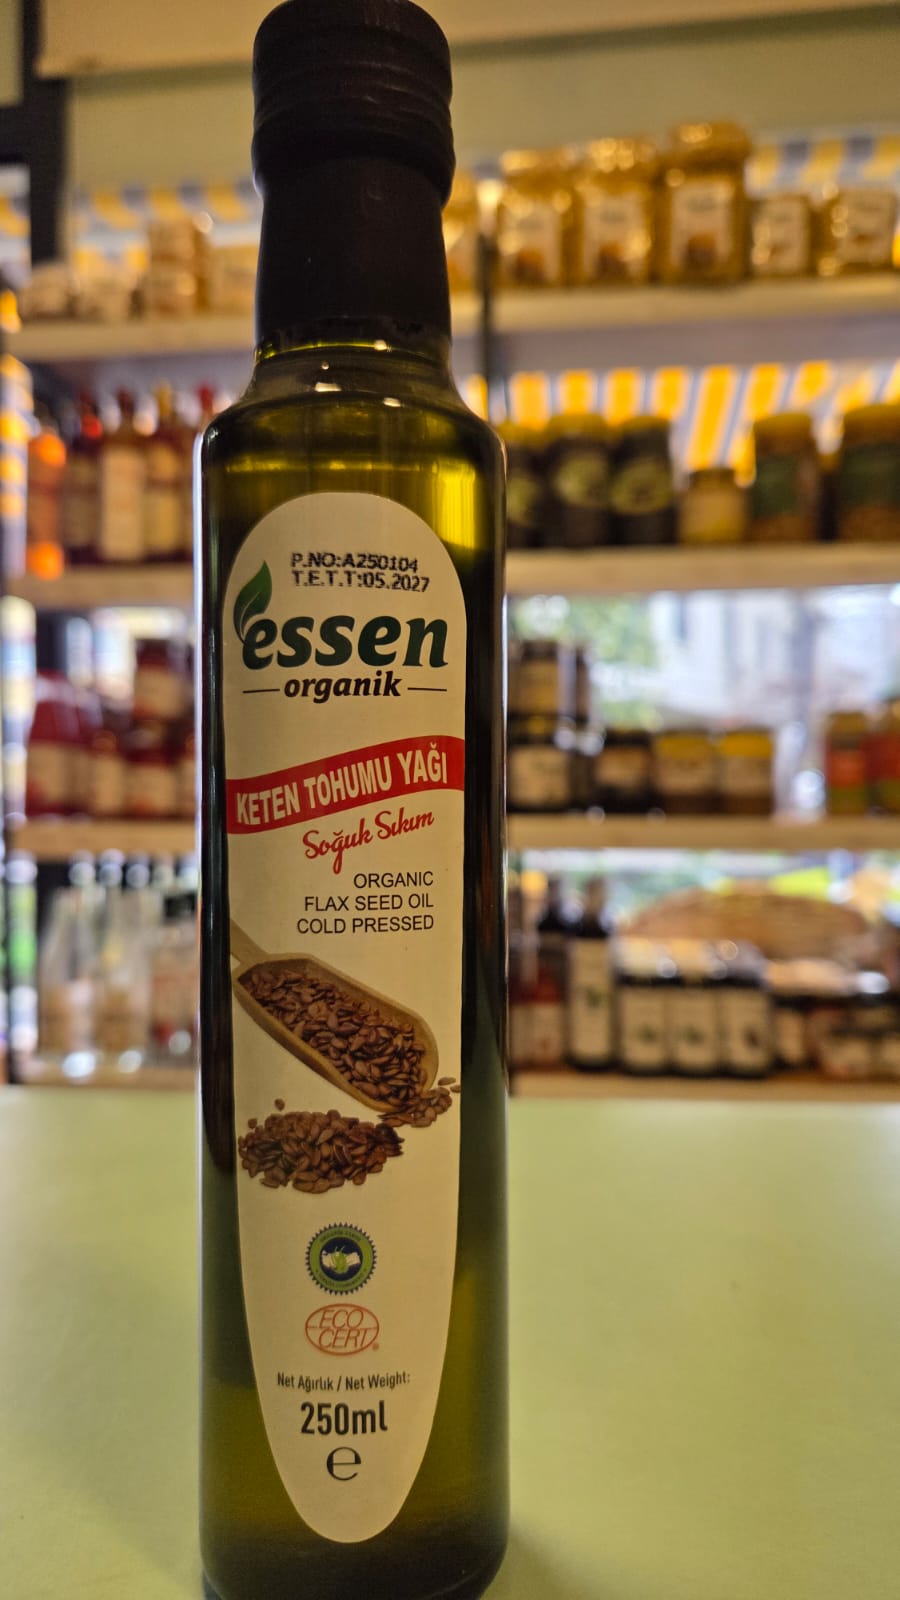 P.NO:A250104
T.E.T.T:05.2027
essen
organik
KETEN TOHUMU YAĞI
Soğuk Sıkım
ORGANIC
FLAX SEED OIL
COLD PRESSED
ECO
CERT
Net Ağırlık / Net Weight:
250ml
e